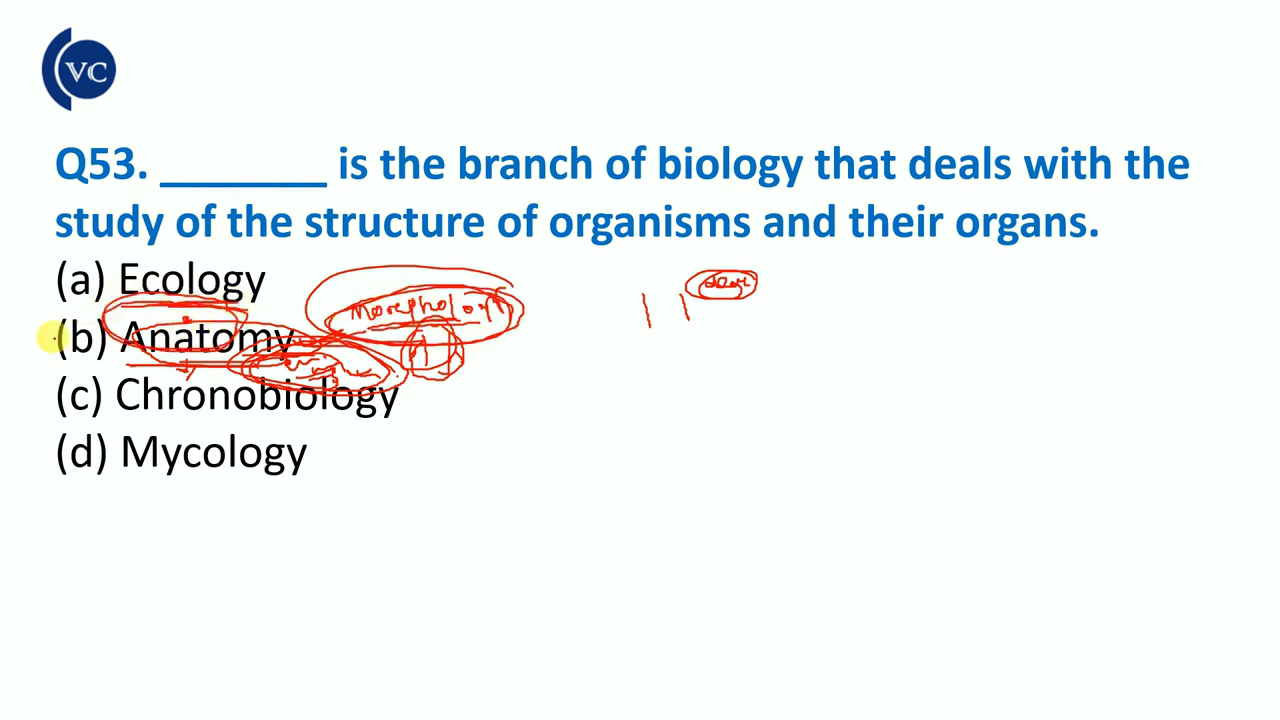 VC
Q53. _______ is the branch of biology that deals with the
study of the structure of organisms and their organs.
(a) Ecology
Morphology
(b) Anatomy
(c) Chronobiology
(d) Mycology